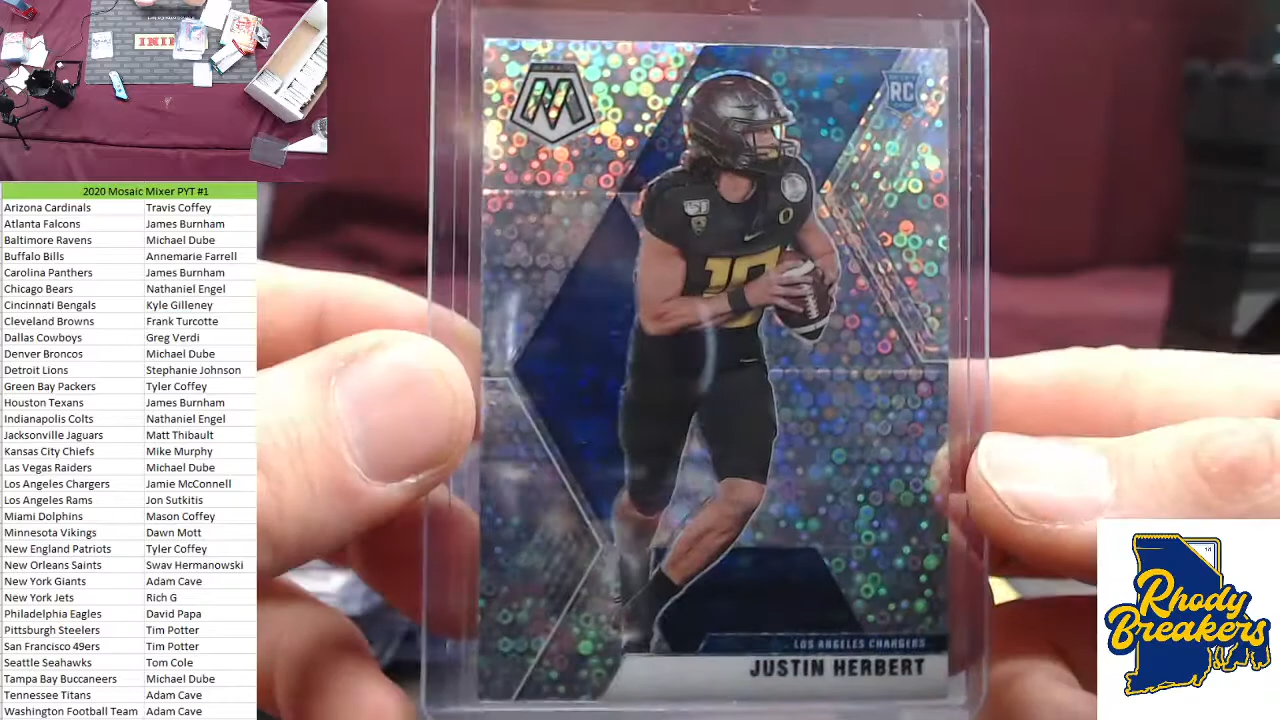 2020 Mosaic Mixer PYT #1
Arizona Cardinals Travis Coffey
Atlanta Falcons James Burnham
Baltimore Ravens Michael Dube
Buffalo Bills Annemarie Farrell
Carolina Panthers James Burnham
Chicago Bears Nathaniel Engel
Cincinnati Bengals Kyle Gilleney
Cleveland Browns Frank Turcotte
Dallas Cowboys Greg Verdi
Denver Broncos Michael Dube
Detroit Lions Stephanie Johnson
Green Bay Packers Tyler Coffey
Houston Texans James Burnham
Indianapolis Colts Nathaniel Engel
Jacksonville Jaguars Matt Thibault
Kansas City Chiefs Mike Murphy
Las Vegas Raiders Michael Dube
Los Angeles Chargers Jamie McConnell
Los Angeles Rams Jon Sutkitis
Miami Dolphins Mason Coffey
Minnesota Vikings Dawn Mott
New England Patriots Tyler Coffey
New Orleans Saints Swav Hermanowski
New York Giants Adam Cave
New York Jets Rich G
Philadelphia Eagles David Papa
Pittsburgh Steelers Tim Potter
San Francisco 49ers Tim Potter
Seattle Seahawks Tom Cole
Tampa Bay Buccaneers Michael Dube
Tennessee Titans Adam Cave
Washington Football Team Adam Cave
M
RC
10
LOS ANGELES CHARGERS
JUSTIN HERBERT
Rhody
Breakers